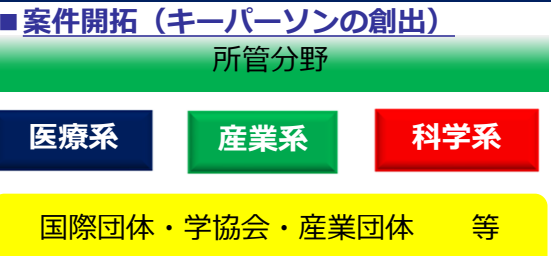 ■案件開拓（キーパーソンの創出）
所管分野
医療系 産業系 科学系
国際団体・学協会・産業団体　等